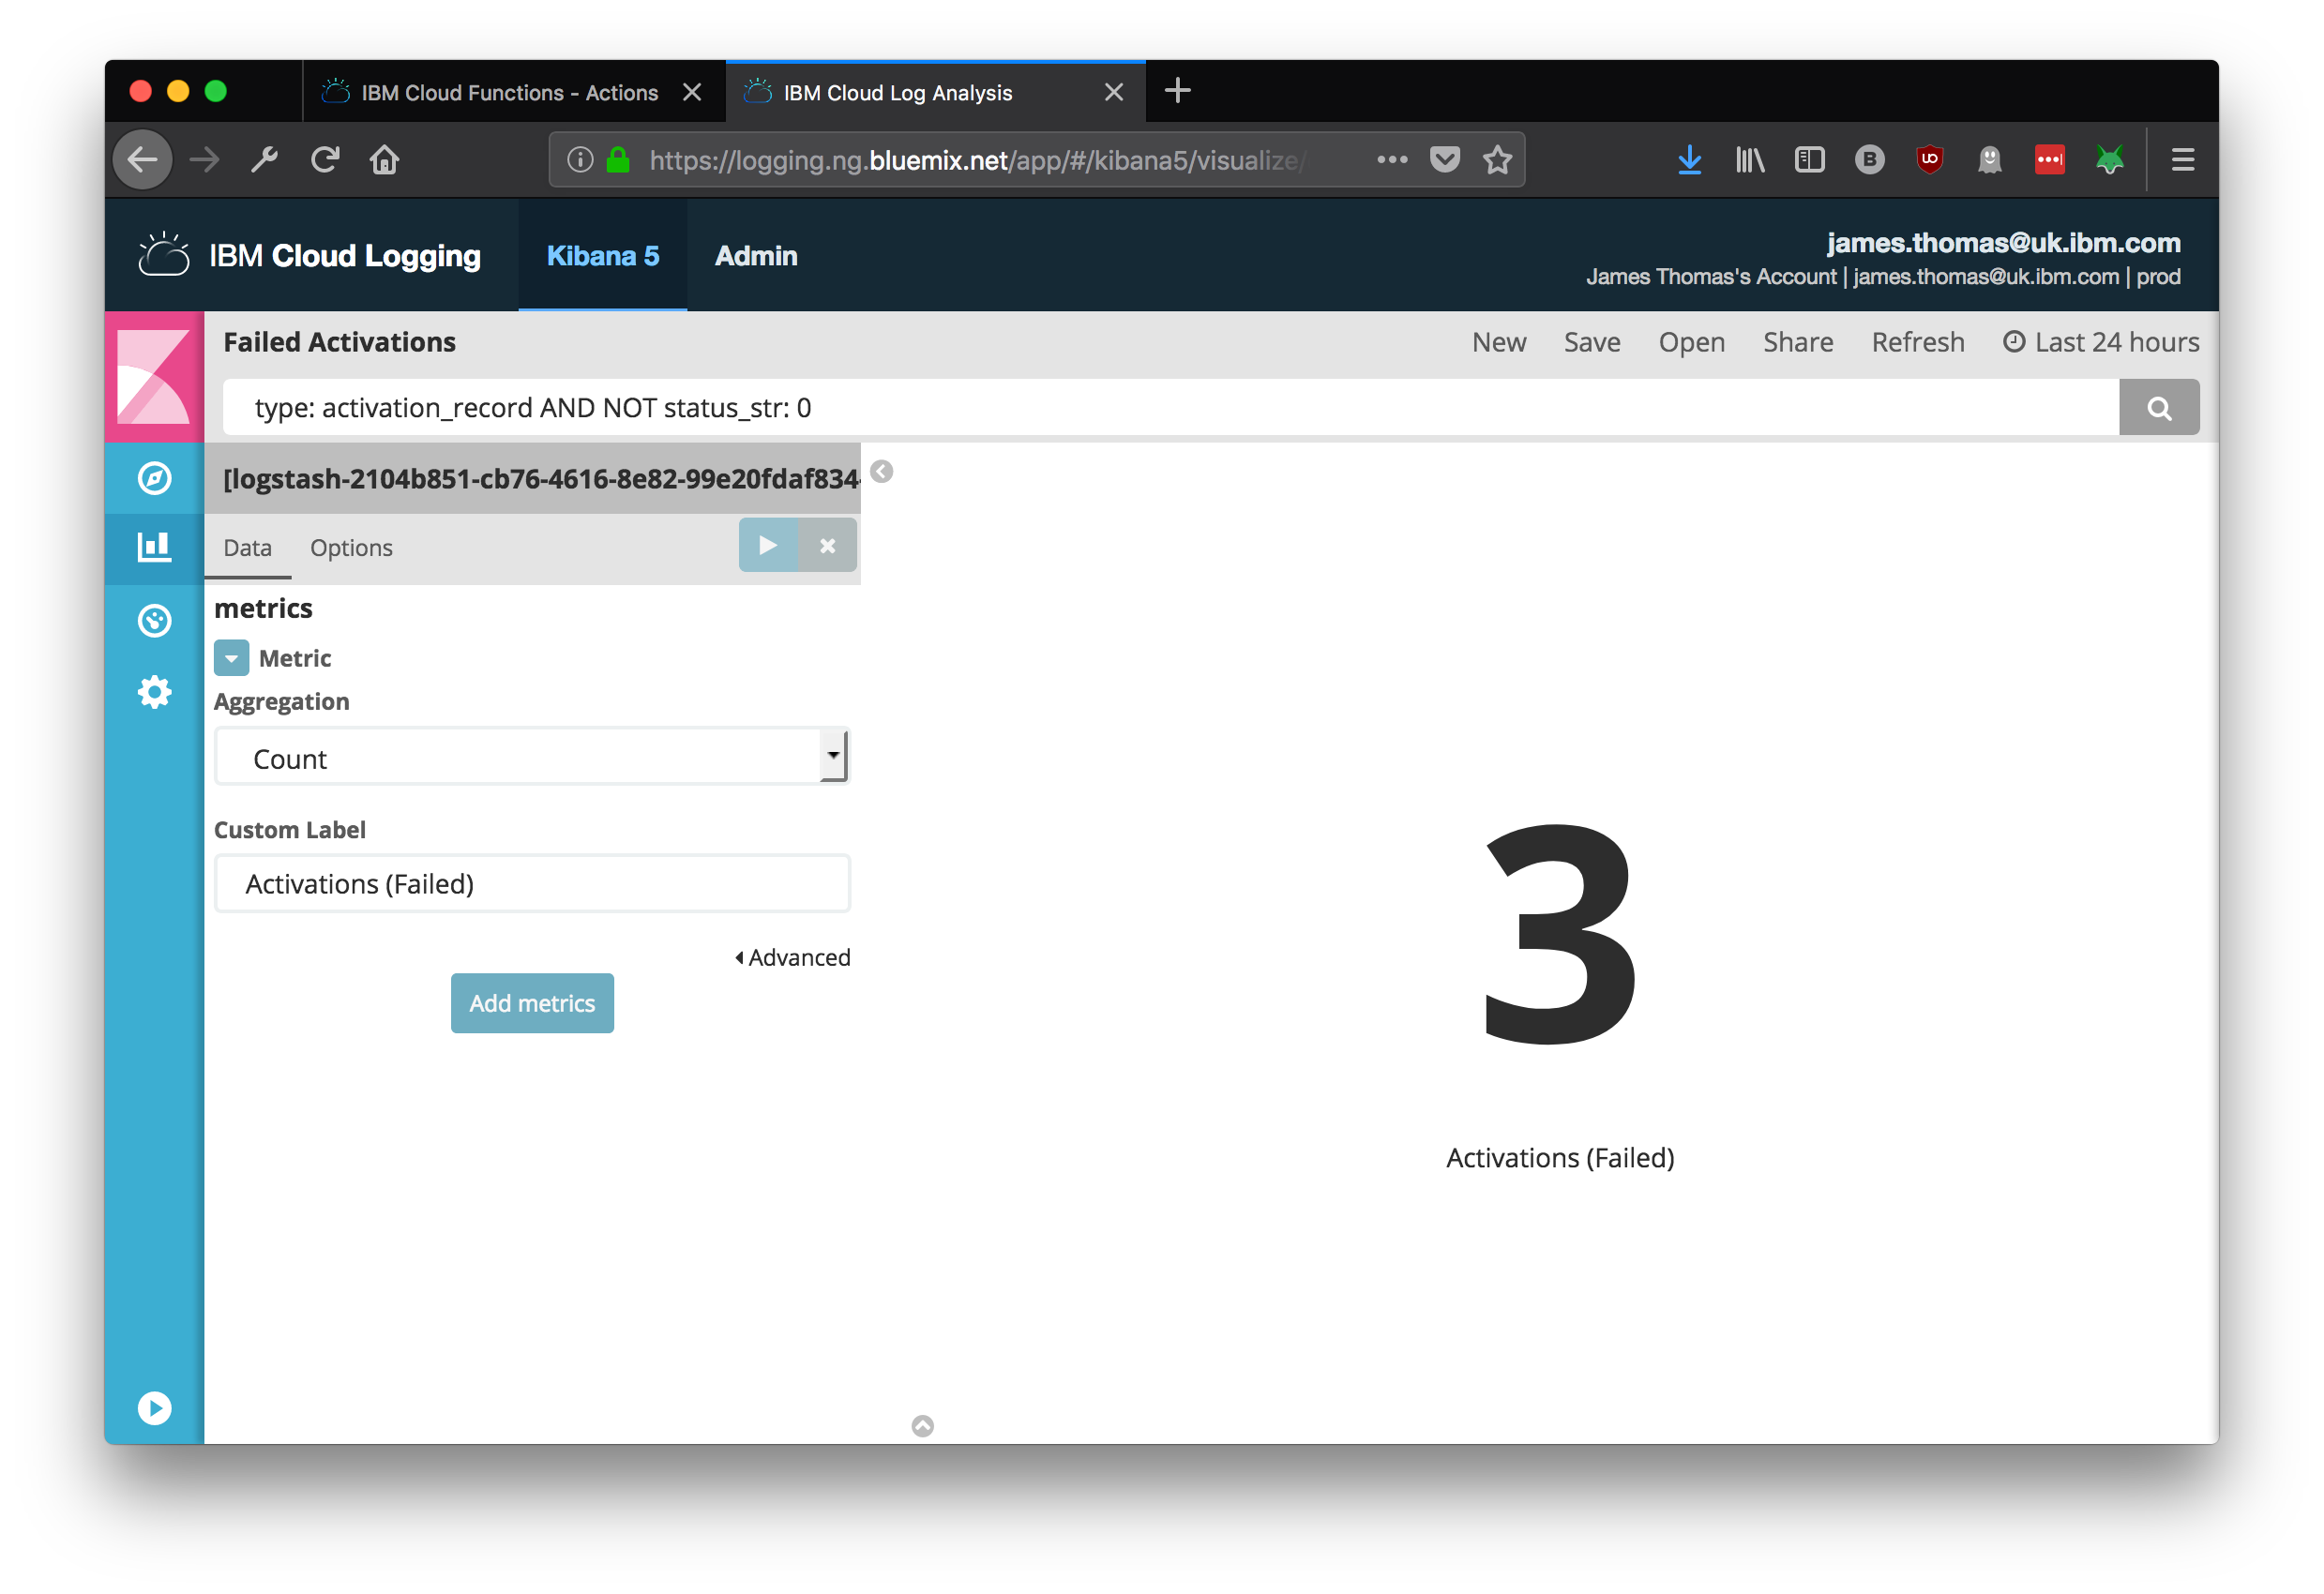 IBM Cloud Functions - Actions
IBM Cloud Log Analysis
https://logging.ng.bluemix.net/app/#/kibana5/visualize/
IBM Cloud Logging
Kibana 5
Admin
james.thomas@uk.ibm.com
James Thomas's Account | james.thomas@uk.ibm.com | prod
Failed Activations
New
Save
Open
Share
Refresh
Last 24 hours
type: activation_record AND NOT status_str: 0
[logstash-2104b851-cb76-4616-8e82-99e20fdaf834-
Data
Options
metrics
Metric
Aggregation
Count
Custom Label
Activations (Failed)
Advanced
Add metrics
3
Activations (Failed)